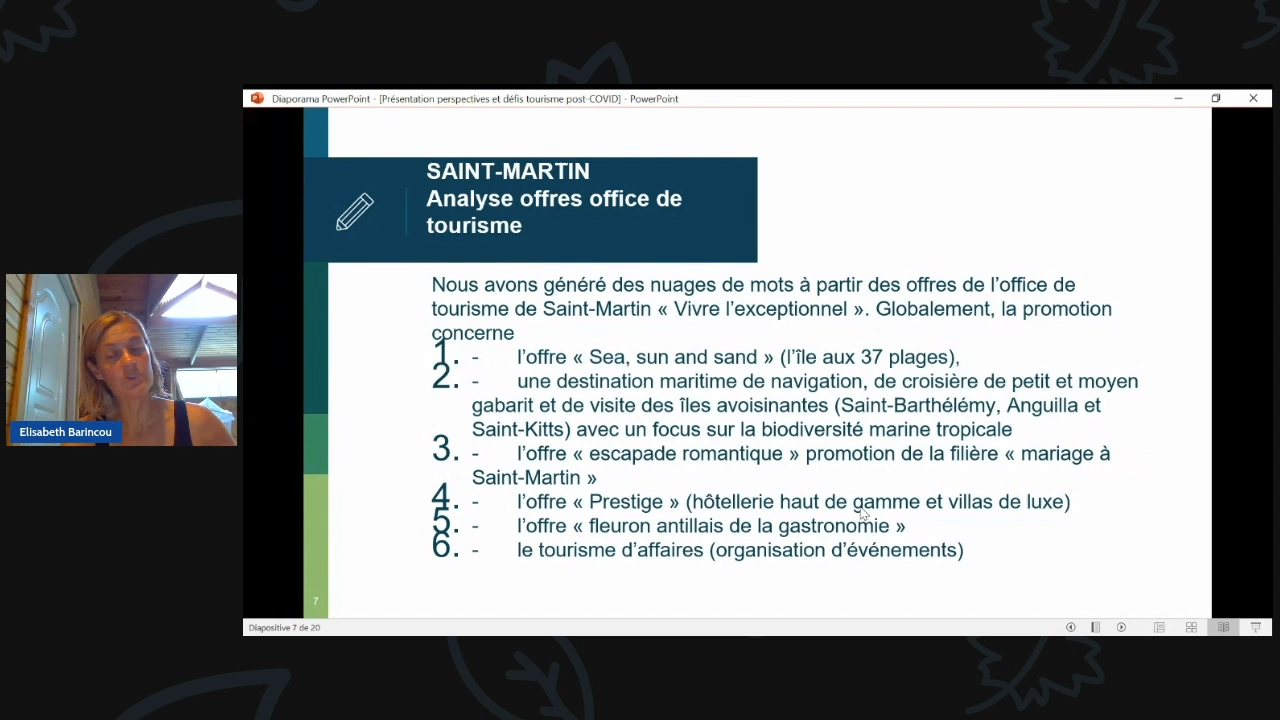 Diaporama PowerPoint - [Présentation perspectives et défis tourisme post-COVID] - PowerPoint
SAINT-MARTIN
Analyse offres office de
tourisme
Nous avons généré des nuages de mots à partir des offres de l’office de
tourisme de Saint-Martin « Vivre l’exceptionnel ». Globalement, la promotion
concerne
1. - l’offre « Sea, sun and sand » (l’île aux 37 plages),
2. - une destination maritime de navigation, de croisière de petit et moyen
gabarit et de visite des îles avoisinantes (Saint-Barthélémy, Anguilla et
Saint-Kitts) avec un focus sur la biodiversité marine tropicale
3. - l’offre « escapade romantique » promotion de la filière « mariage à
Saint-Martin »
4. - l’offre « Prestige » (hôtellerie haut de gamme et villas de luxe)
5. - l’offre « fleuron antillais de la gastronomie »
6. - le tourisme d’affaires (organisation d’événements)
Elisabeth Barincou
7
Diapositive 7 de 20